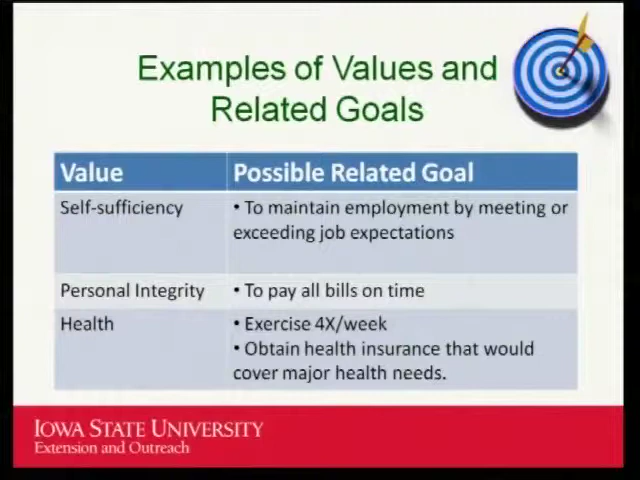 Examples of Values and
Related Goals
Value
Possible Related Goal
Self-sufficiency
• To maintain employment by meeting or
exceeding job expectations
Personal Integrity
• To pay all bills on time
Health
• Exercise 4X/week
• Obtain health insurance that would
cover major health needs.
IOWA STATE UNIVERSITY
Extension and Outreach